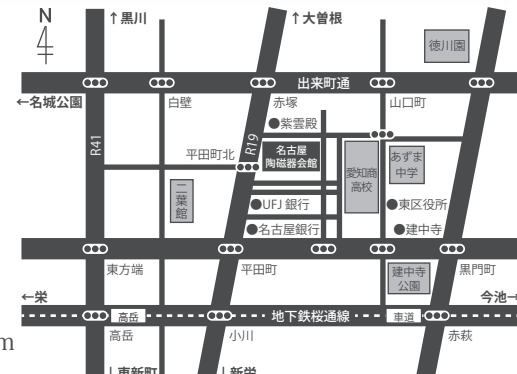 N
↑黒川
↑大曽根
徳川園
出来町通
←名城公園
白壁
赤塚
山口町
●紫雲殿
R41
R19
平田町北
名古屋
陶磁器会館
愛知商
高校
あずま
中学
二葉館
●UFJ 銀行
●東区役所
●名古屋銀行
●建中寺
東方端
平田町
建中寺
公園
黒門町
←栄
今池→
高岳
地下鉄桜通線
車道
高岳
小川
赤萩
m
↓東新町
↓新栄